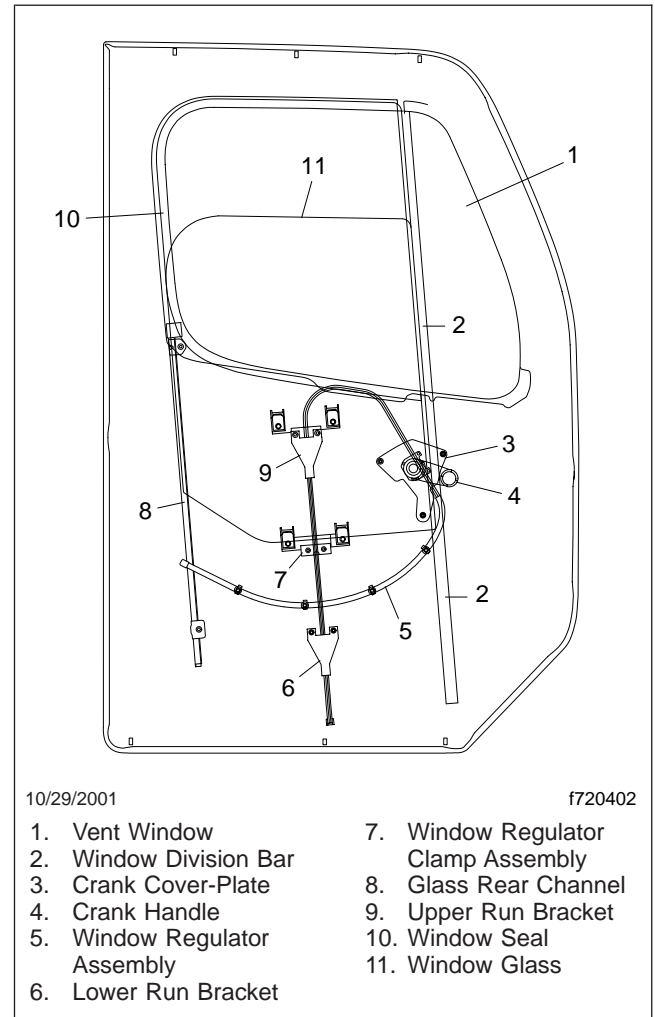 1
11
10
2
3
9
4
8
7
2
5
6
10/29/2001
f720402
1. Vent Window
2. Window Division Bar
3. Crank Cover-Plate
4. Crank Handle
5. Window Regulator
Assembly
6. Lower Run Bracket
7. Window Regulator
Clamp Assembly
8. Glass Rear Channel
9. Upper Run Bracket
10. Window Seal
11. Window Glass